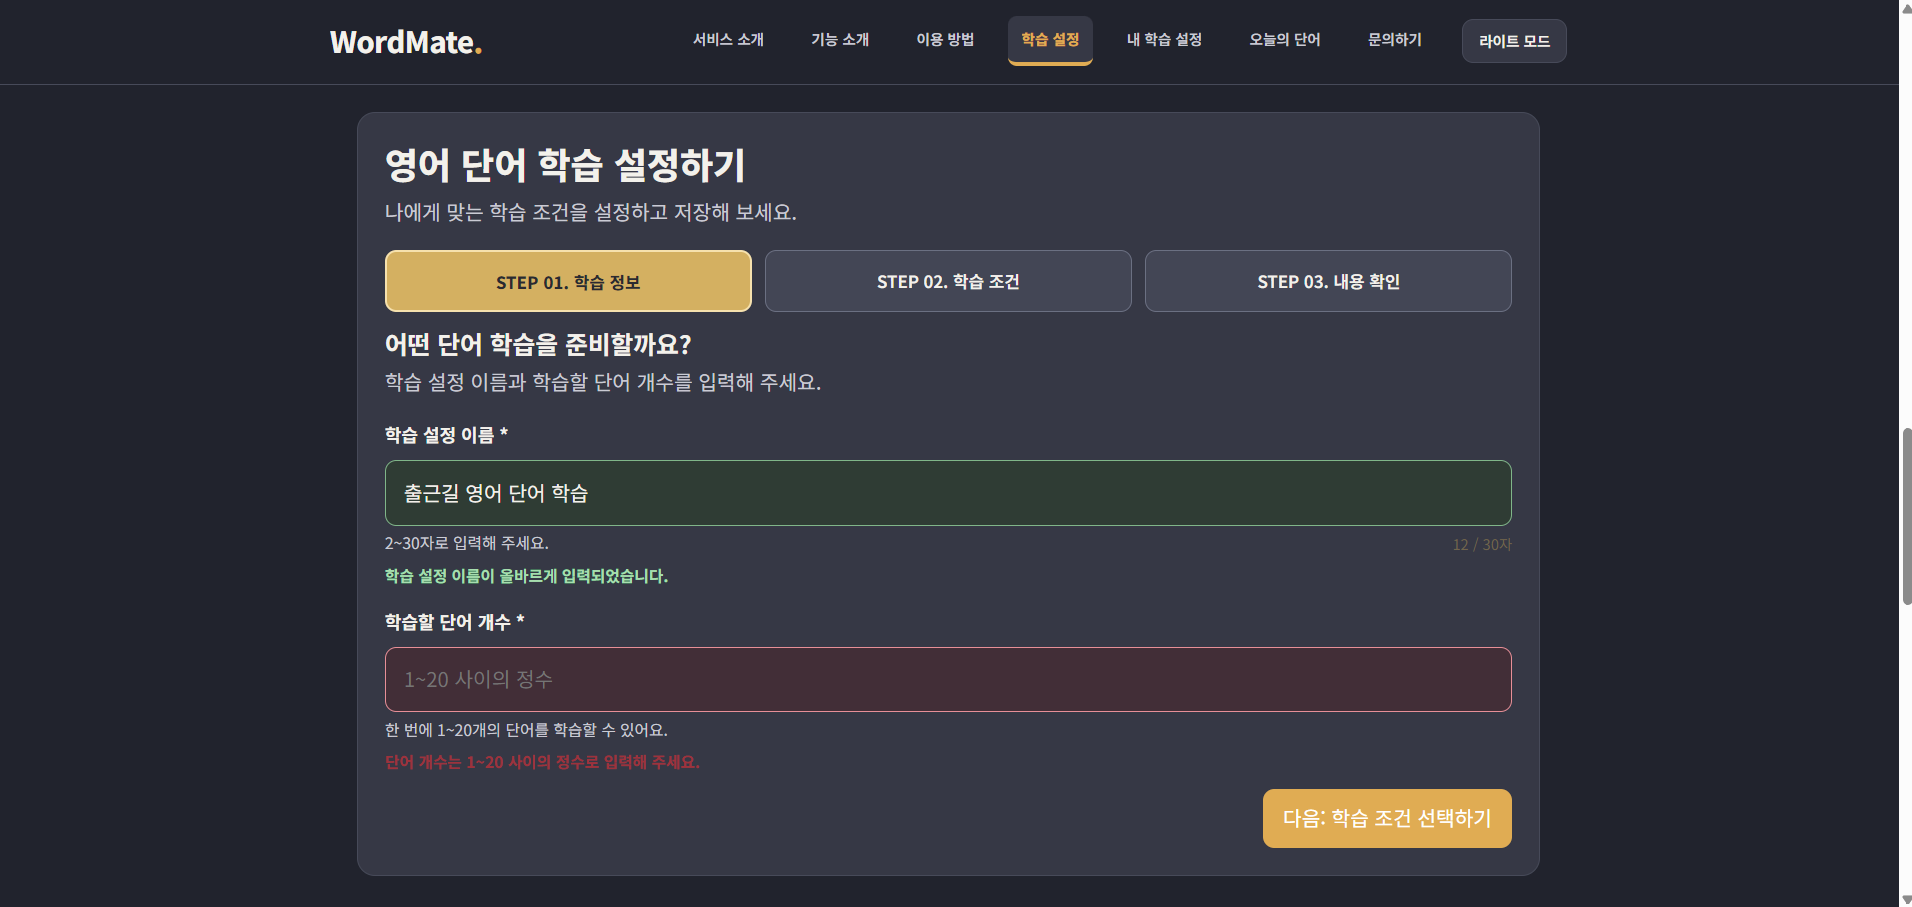 WordMate.
서비스 소개
기능 소개
이용 방법
학습 설정
내 학습 설정
오늘의 단어
문의하기
라이트 모드
영어 단어 학습 설정하기
나에게 맞는 학습 조건을 설정하고 저장해 보세요.
STEP 01. 학습 정보
STEP 02. 학습 조건
STEP 03. 내용 확인
어떤 단어 학습을 준비할까요?
학습 설정 이름과 학습할 단어 개수를 입력해 주세요.
학습 설정 이름 *
출근길 영어 단어 학습
2~30자로 입력해 주세요.
12 / 30자
학습 설정 이름이 올바르게 입력되었습니다.
학습할 단어 개수 *
1~20 사이의 정수
한 번에 1~20개의 단어를 학습할 수 있어요.
단어 개수는 1~20 사이의 정수로 입력해 주세요.
다음: 학습 조건 선택하기